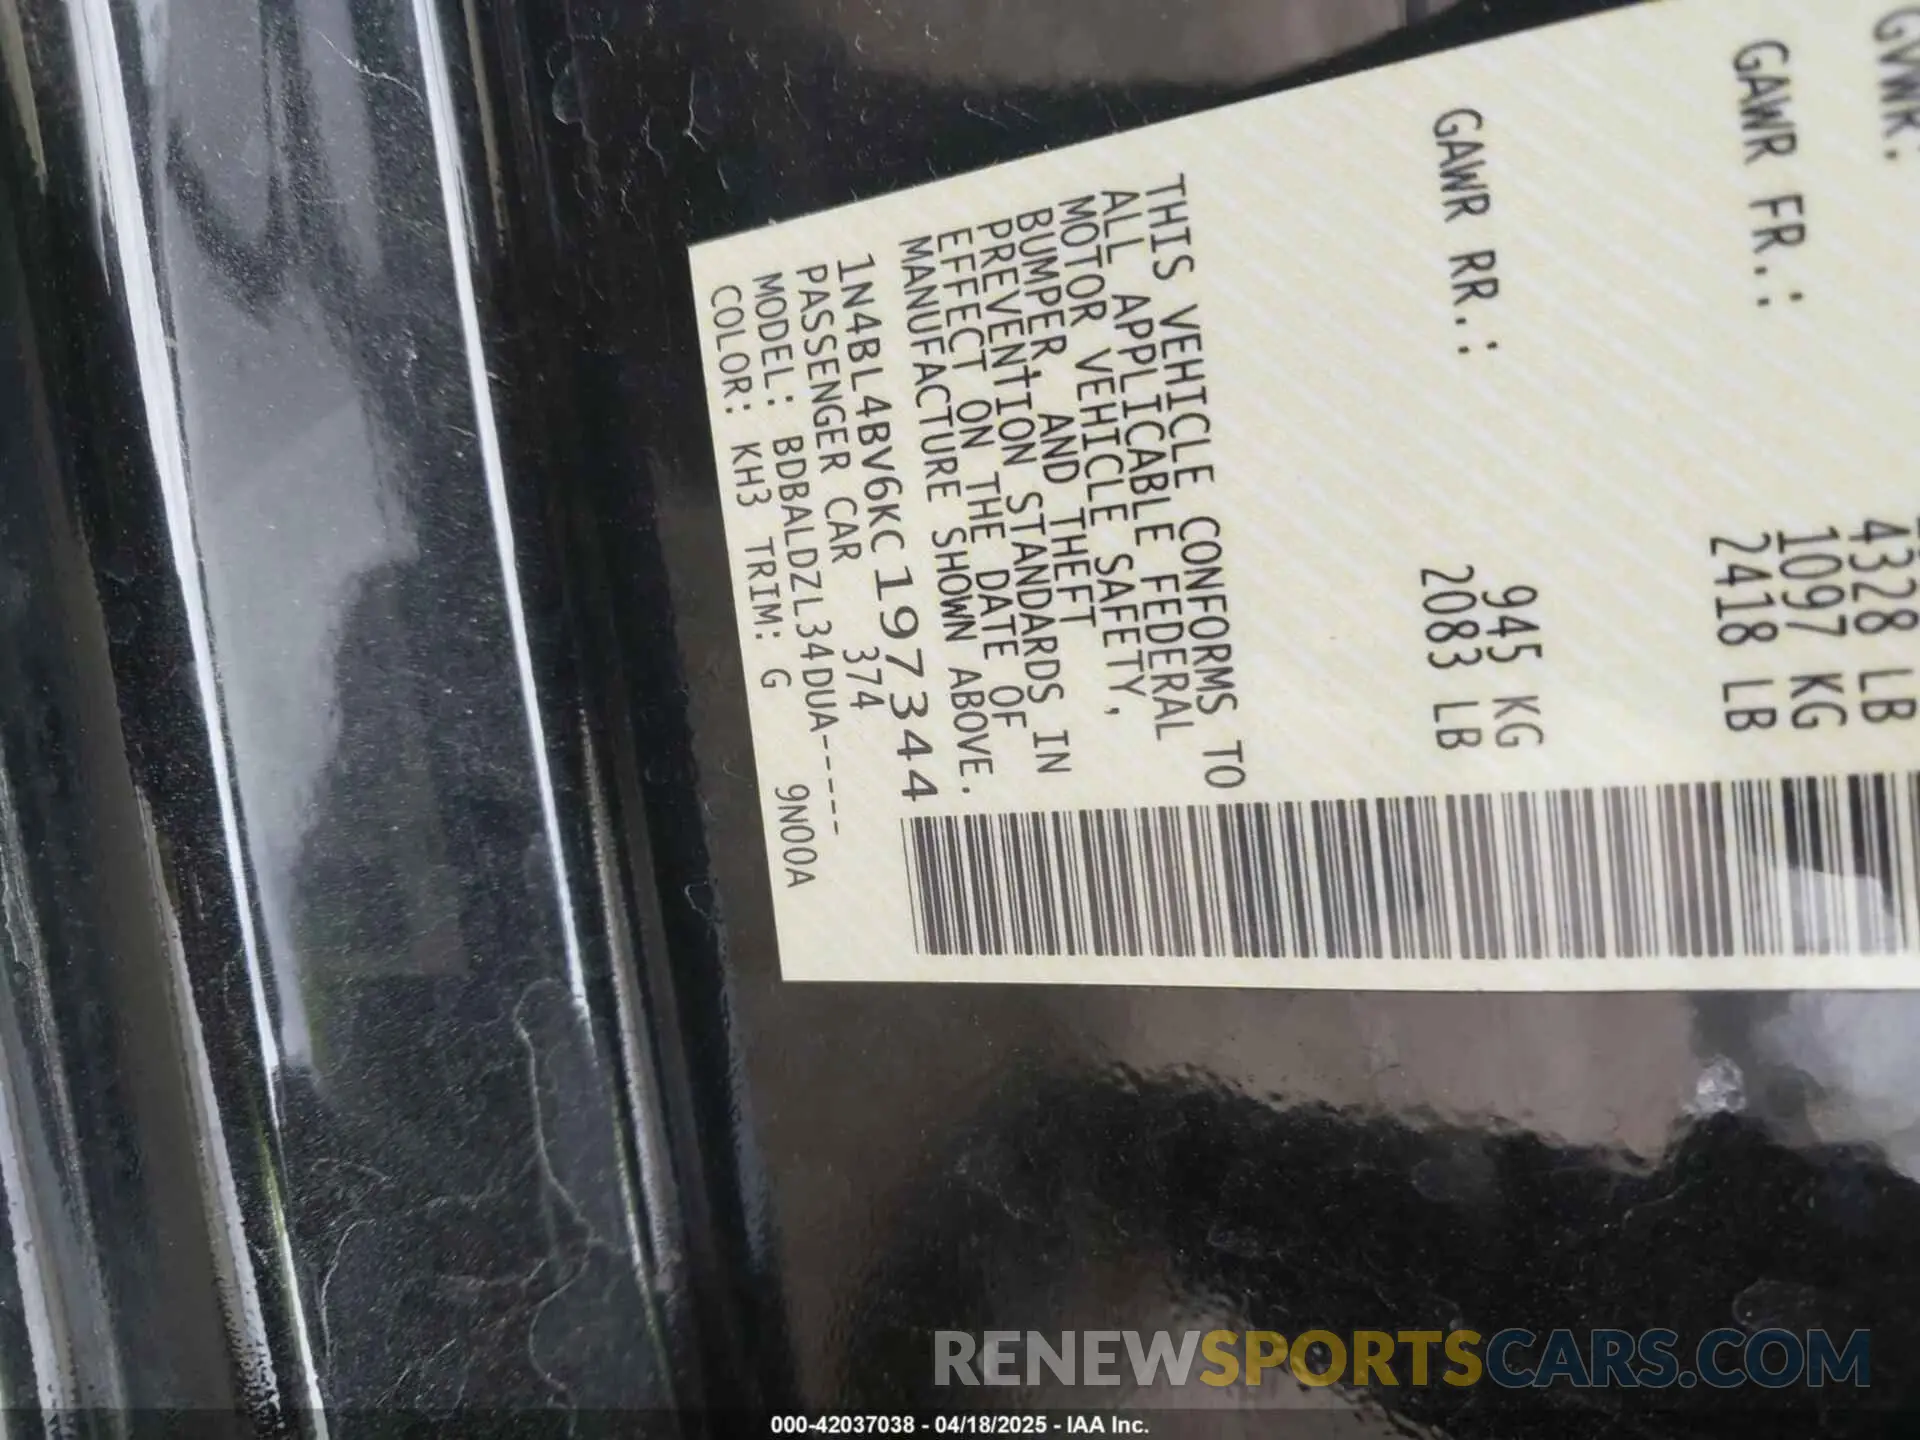 GVWR:
4328 LB
GAWR FR.:
1097 KG
2418 LB
GAWR RR.:
945 KG
2083 LB
THIS VEHICLE CONFORMS TO
ALL APPLICABLE FEDERAL
MOTOR VEHICLE SAFETY,
BUMPER, AND THEFT
PREVENTION STANDARDS IN
EFFECT ON THE DATE OF
MANUFACTURE SHOWN ABOVE.
1N4BL4BV6KC197344
PASSENGER CAR 374
MODEL: BDBALDZL34DUA-----
COLOR: KH3 TRIM: G 9N00A
RENEWSPORTSCARS.COM
000-42037038 - 04/18/2025 - IAA Inc.